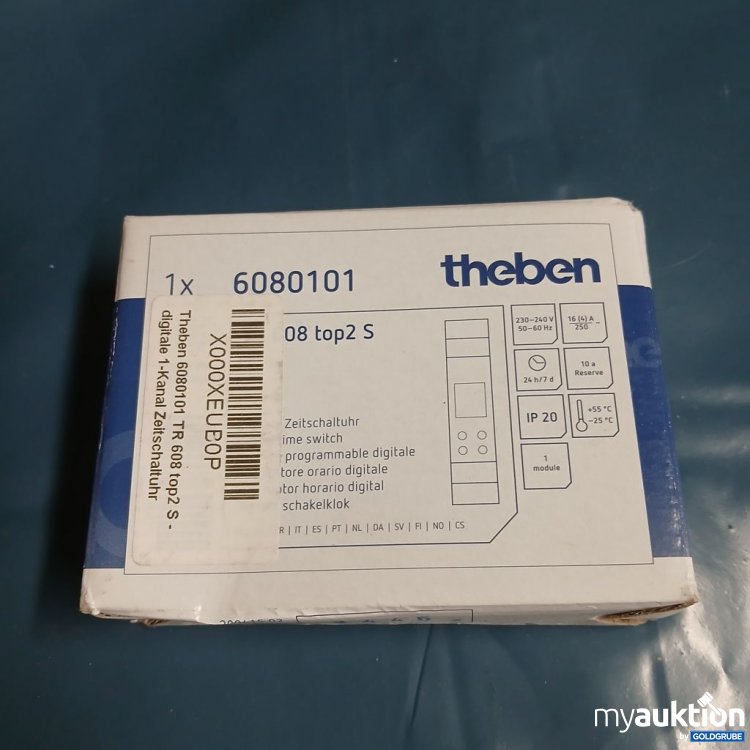 1x 6080101 theben
08 top2 S
230–240 V
50–60 Hz
16 (4) A
250 ~
24 h/7 d
10 a
Reserve
IP 20
+55 °C
−25 °C
1
module
Zeitschaltuhr
ime switch
programmable digitale
tore orario digitale
tor horario digital
schakelklok
R | IT | ES | PT | NL | DA | SV | FI | NO | CS
X000XEUB0P
Theben 6080101 TR 608 top2 S -
digitale 1-Kanal Zeitschaltuhr
myauktion
by GOLDGRUBE